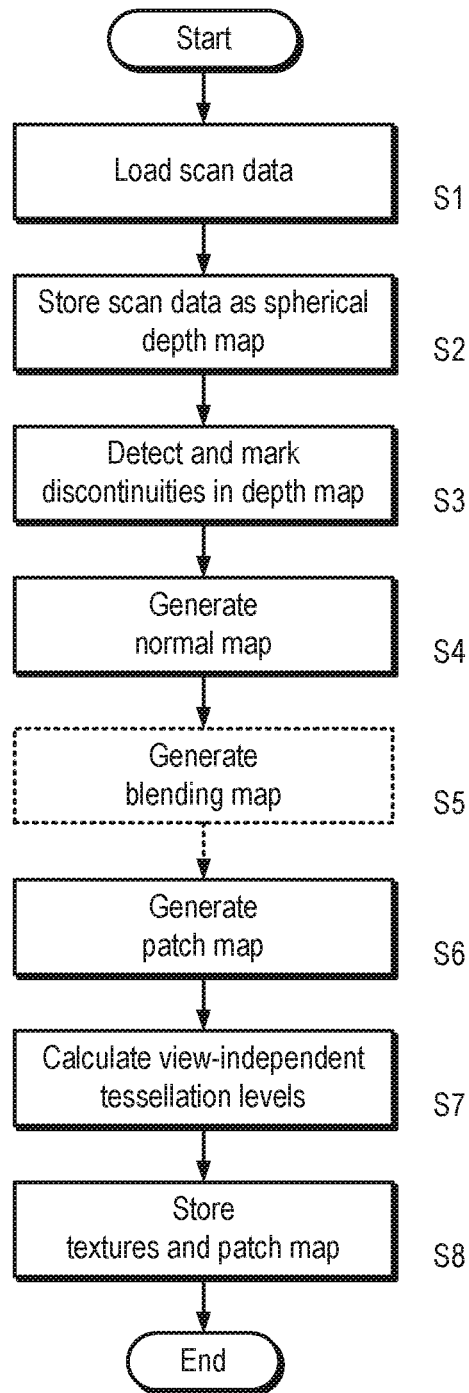 Start
Load scan data
S1
Store scan data as spherical
depth map
S2
Detect and mark
discontinuities in depth map
S3
Generate
normal map
S4
Generate
blending map
S5
Generate
patch map
S6
Calculate view-independent
tessellation levels
S7
Store
textures and patch map
S8
End